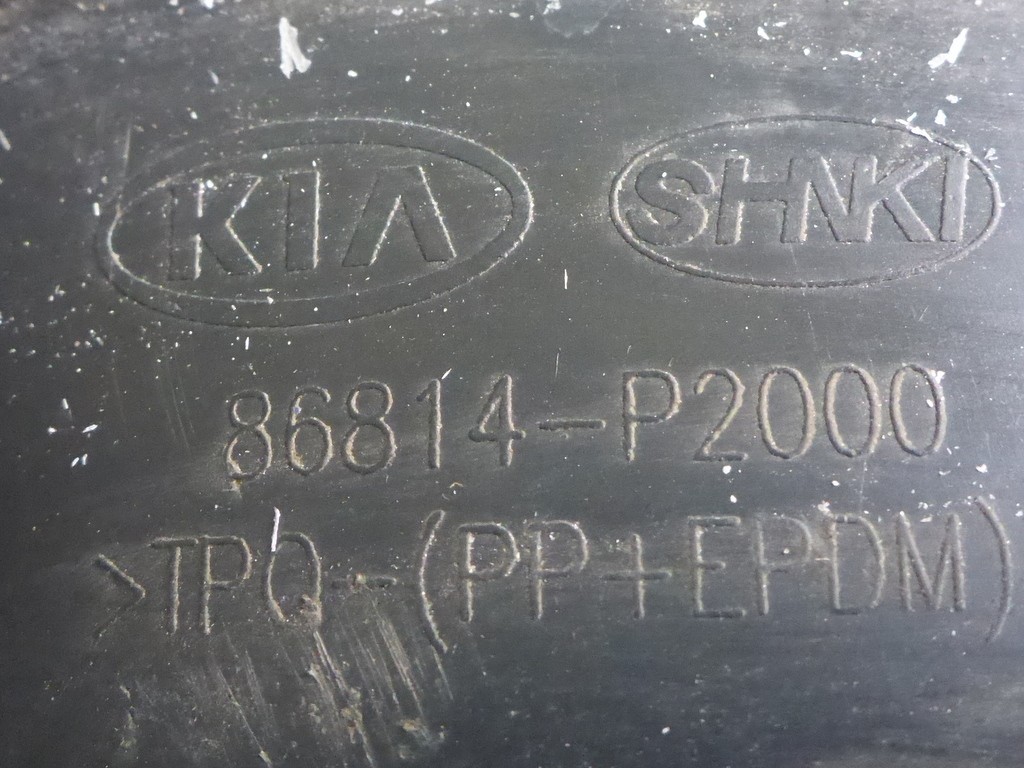 KIA SHNKI
86814-P2000
>TPO-(PP+EPDM)